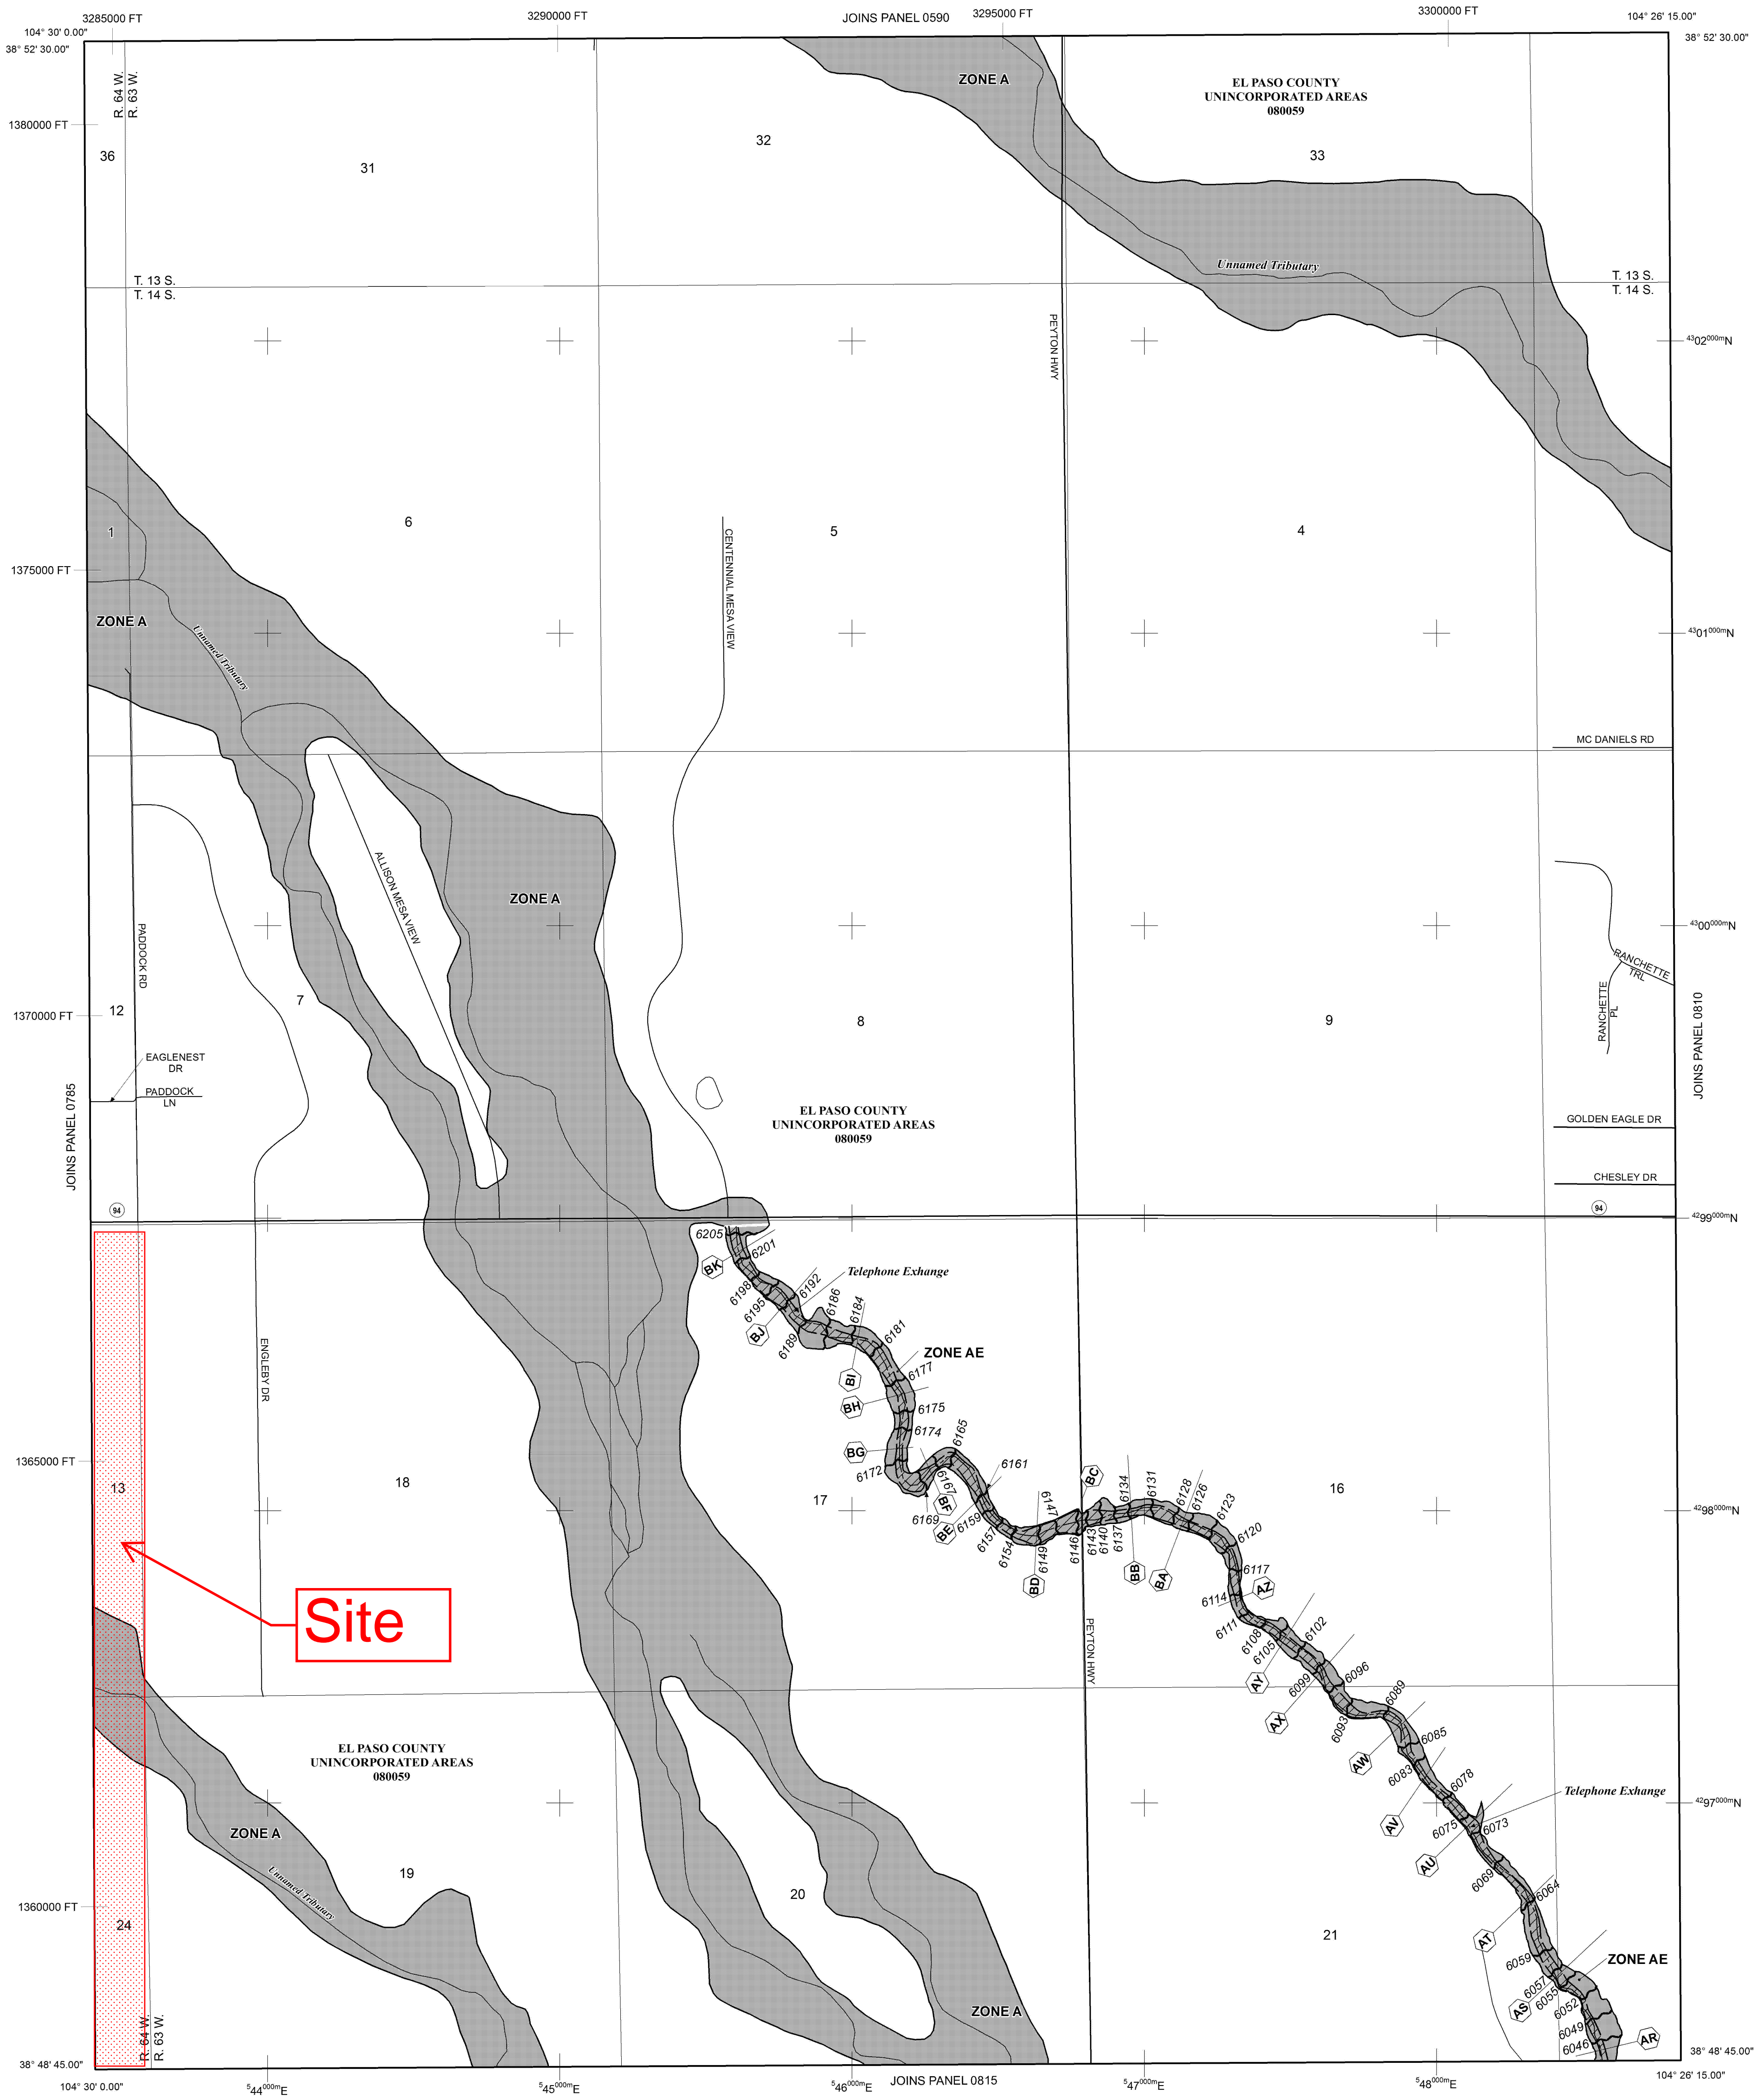 3285000 FT
3290000 FT
JOINS PANEL 0590
3295000 FT
3300000 FT
104° 30' 0.00"
104° 26' 15.00"
38° 52' 30.00"
38° 52' 30.00"
R. 64 W.
R. 63 W.
ZONE A
EL PASO COUNTY
UNINCORPORATED AREAS
080059
1380000 FT
36
31
32
33
Unnamed Tributary
T. 13 S.
T. 14 S.
T. 13 S.
T. 14 S.
PEYTON HWY
4302000mN
1
6
5
4
CENTENNIAL MESA VIEW
1375000 FT
ZONE A
Unnamed Tributary
4301000mN
MC DANIELS RD
ALLISON MESA VIEW
ZONE A
PADDOCK RD
4300000mN
RANCHETTE
TRL
RANCHETTE
PL
7
12
8
9
1370000 FT
JOINS PANEL 0810
EAGLENEST
DR
PADDOCK
LN
JOINS PANEL 0785
EL PASO COUNTY
UNINCORPORATED AREAS
080059
GOLDEN EAGLE DR
CHESLEY DR
94
94
4299000mN
6205
6201
BK
Telephone Exhange
6198
6195
6192
BJ
6189
6186
6184
6181
ZONE AE
BI
6177
BH
6175
6174
ENGLEBY DR
BG
6172
6165
6161
1365000 FT
13
18
17
16
6167
BF
6169
BE
6159
6157
6154
6147
6149
BD
BC
6146
6143
6140
6137
6134
BB
6131
BA
6128
6126
6123
4298000mN
6120
6117
AZ
6114
6111
6108
6105
6102
AY
Site
PEYTON HWY
6099
6096
AX
6093
6089
6085
AW
6083
6078
EL PASO COUNTY
UNINCORPORATED AREAS
080059
Telephone Exhange
4297000mN
AV
6075
6073
ZONE A
AU
6069
19
Unnamed Tributary
20
6064
1360000 FT
24
21
AT
6059
ZONE AE
ZONE A
6057
6055
AS
6052
6049
6046
AR
R. 64 W.
R. 63 W.
38° 48' 45.00"
38° 48' 45.00"
104° 30' 0.00"
544000mE
545000mE
546000mE
JOINS PANEL 0815
547000mE
548000mE
104° 26' 15.00"